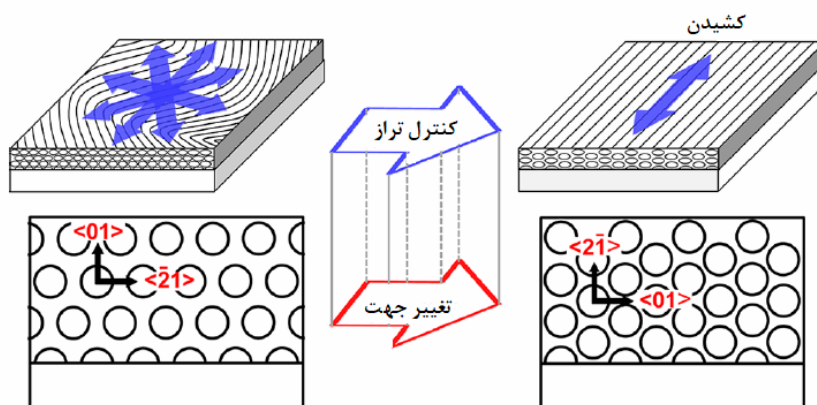 کشیدن
کنترل تراز
<01>
<2̄1>
<21̄>
<01>
تغییر جهت